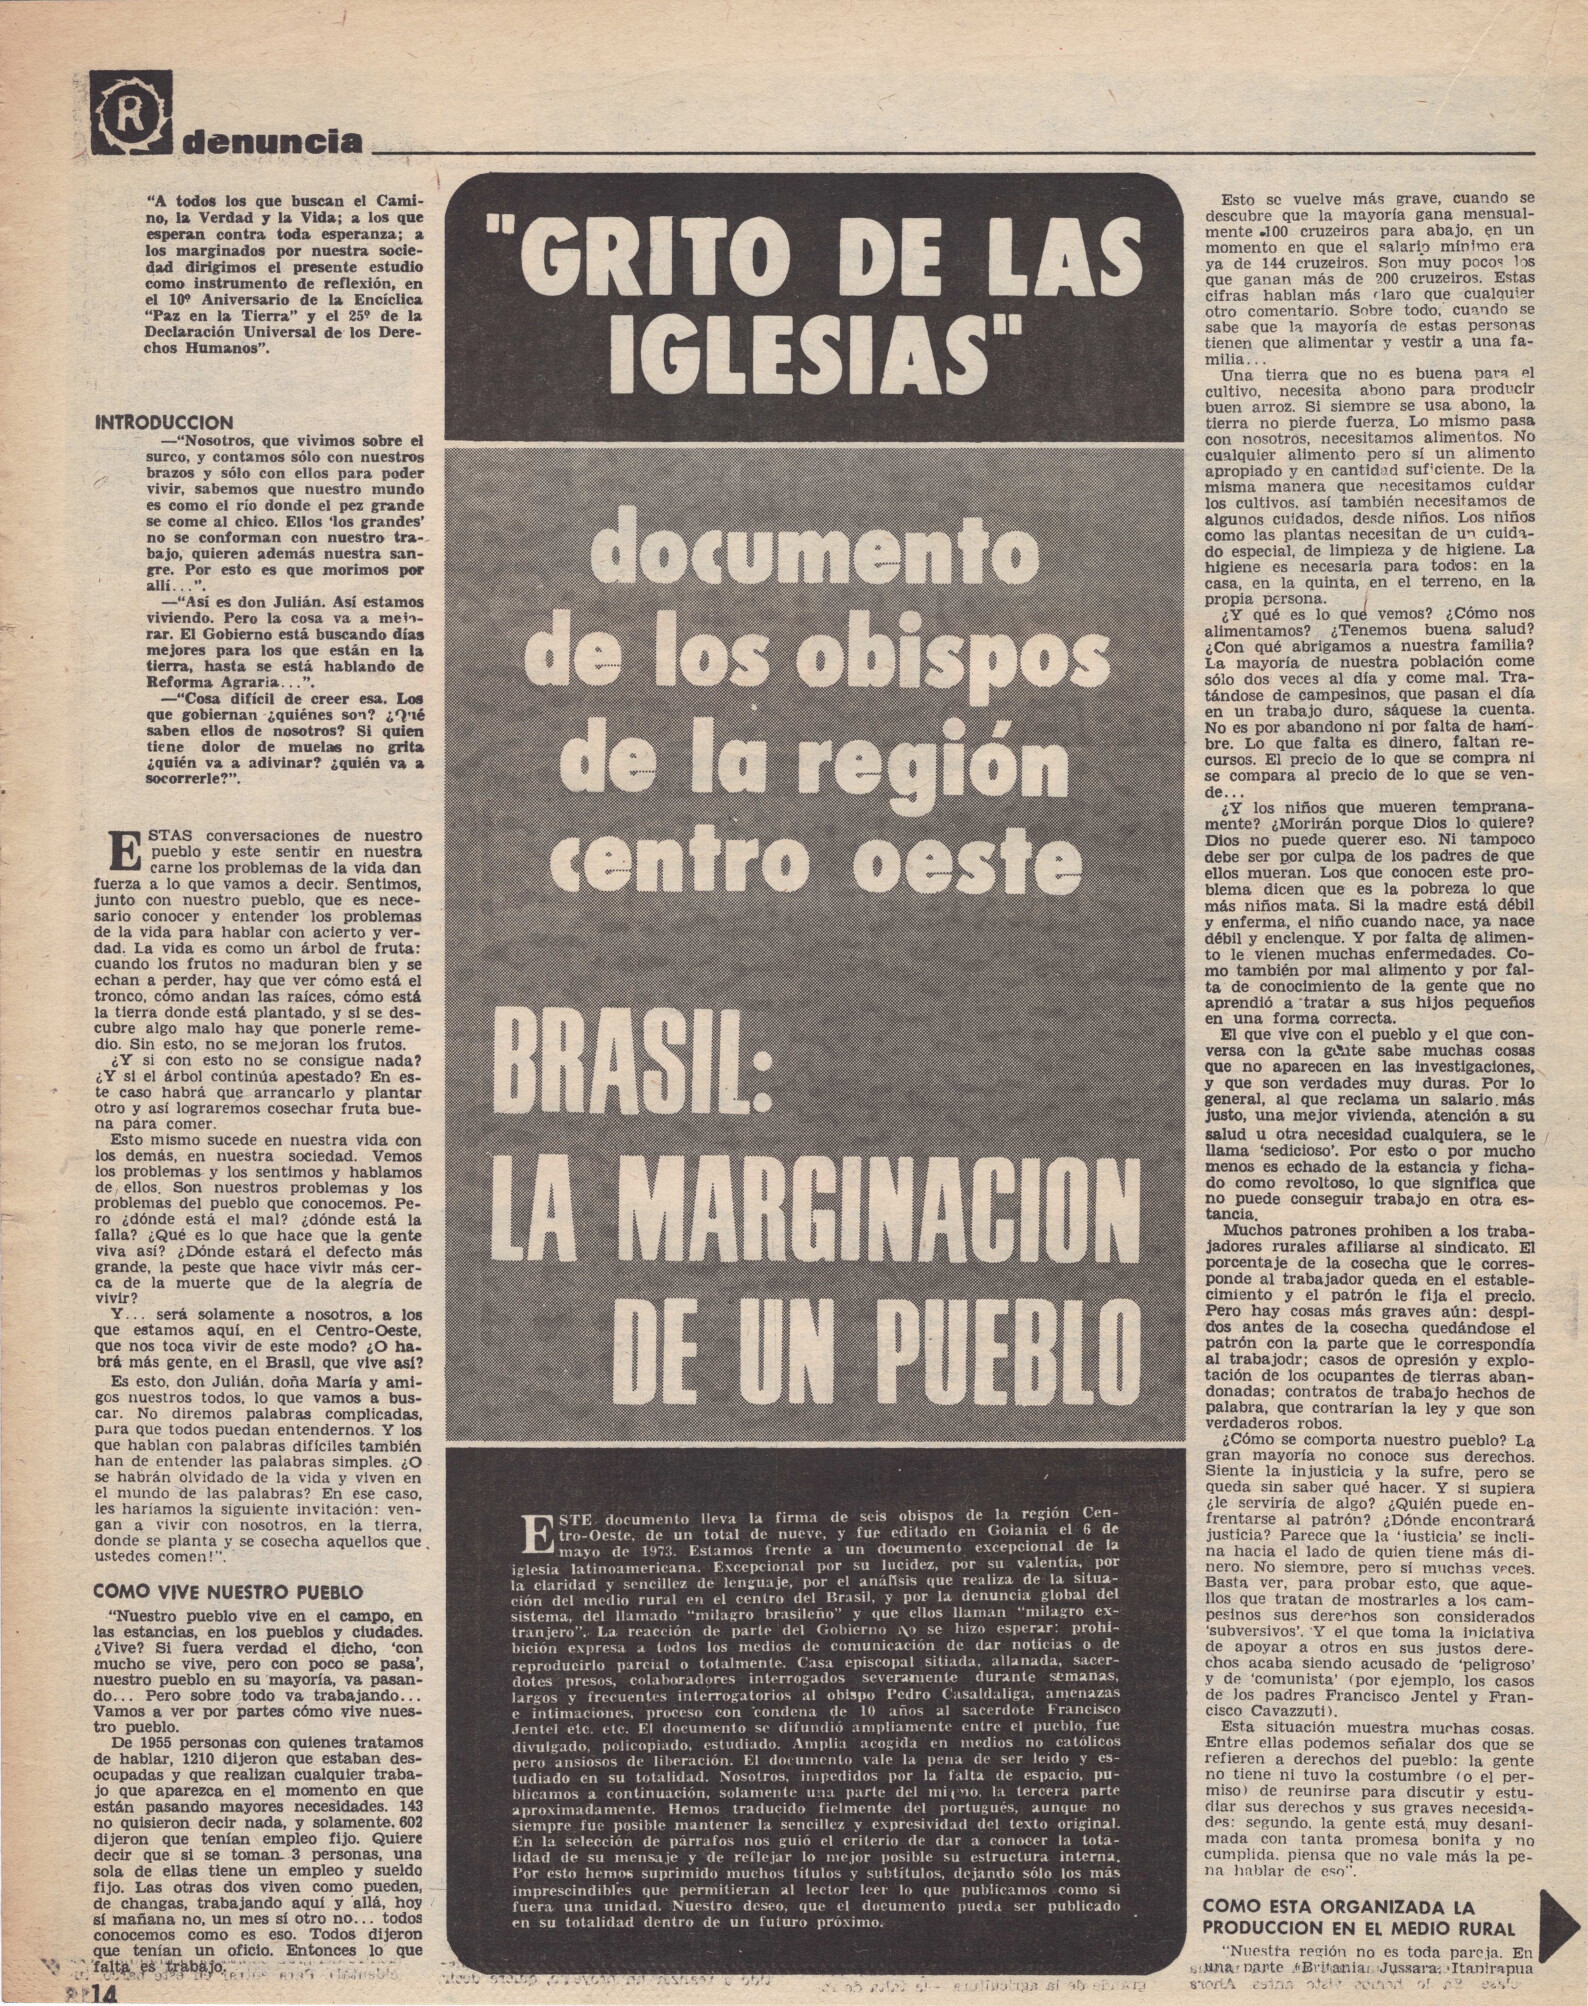 R
denuncia
"A todos los que buscan el Cami-
no, la Verdad y la Vida; a los que
esperan contra toda esperanza; a
los marginados por nuestra socie-
dad dirigimos el presente estudio
como instrumento de reflexión, en
el 10º Aniversario de la Encíclica
"Paz en la Tierra" y el 25º de la
Declaración Universal de los Dere-
chos Humanos".
INTRODUCCION
—"Nosotros, que vivimos sobre el
surco, y contamos sólo con nuestros
brazos y sólo con ellos para poder
vivir, sabemos que nuestro mundo
es como el río donde el pez grande
se come al chico. Ellos 'los grandes'
no se conforman con nuestro tra-
bajo, quieren además nuestra san-
gre. Por esto es que morimos por
allí...".
—"Así es don Julián. Así estamos
viviendo. Pero la cosa va a mejo-
rar. El Gobierno está buscando días
mejores para los que están en la
tierra, hasta se está hablando de
Reforma Agraria...".
—"Cosa difícil de creer esa. Los
que gobiernan ¿quiénes son? ¿Qué
saben ellos de nosotros? Si quien
tiene dolor de muelas no grita
¿quién va a adivinar? ¿quién va a
socorrerle?".
ESTAS conversaciones de nuestro
pueblo y este sentir en nuestra
carne los problemas de la vida dan
fuerza a lo que vamos a decir. Sentimos,
junto con nuestro pueblo, que es nece-
sario conocer y entender los problemas
de la vida para hablar con acierto y ver-
dad. La vida es como un árbol de fruta:
cuando los frutos no maduran bien y se
echan a perder, hay que ver cómo está el
tronco, cómo andan las raíces, cómo está
la tierra donde está plantado, y si se des-
cubre algo malo hay que ponerle reme-
dio. Sin esto, no se mejoran los frutos.
¿Y si con esto no se consigue nada?
¿Y si el árbol continúa apestado? En es-
te caso habrá que arrancarlo y plantar
otro y así lograremos cosechar fruta bue-
na para comer.
Esto mismo sucede en nuestra vida con
los demás, en nuestra sociedad. Vemos
los problemas y los sentimos y hablamos
de ellos. Son nuestros problemas y los
problemas del pueblo que conocemos. Pe-
ro ¿dónde está el mal? ¿dónde está la
falla? ¿Qué es lo que hace que la gente
viva así? ¿Dónde estará el defecto más
grande, la peste que hace vivir más cer-
ca de la muerte que de la alegría de
vivir?
Y... será solamente a nosotros, a los
que estamos aquí, en el Centro-Oeste,
que nos toca vivir de este modo? ¿O ha-
brá más gente, en el Brasil, que vive así?
Es esto, don Julián, doña María y ami-
gos nuestros todos, lo que vamos a bus-
car. No diremos palabras complicadas,
para que todos puedan entendernos. Y los
que hablan con palabras difíciles también
han de entender las palabras simples. ¿O
se habrán olvidado de la vida y viven en
el mundo de las palabras? En ese caso,
les haríamos la siguiente invitación: ven-
gan a vivir con nosotros, en la tierra,
donde se planta y se cosecha aquellos que
ustedes comen!".
COMO VIVE NUESTRO PUEBLO
"Nuestro pueblo vive en el campo, en
las estancias, en los pueblos y ciudades.
¿Vive? Si fuera verdad el dicho, 'con
mucho se vive, pero con poco se pasa',
nuestro pueblo en su mayoría, va pasan-
do... Pero sobre todo va trabajando...
Vamos a ver por partes cómo vive nues-
tro pueblo.
De 1955 personas con quienes tratamos
de hablar, 1210 dijeron que estaban des-
ocupadas y que realizan cualquier traba-
jo que aparezca en el momento en que
están pasando mayores necesidades. 143
no quisieron decir nada, y solamente 602
dijeron que tenían empleo fijo. Quiere
decir que si se toman 3 personas, una
sola de ellas tiene un empleo y sueldo
fijo. Las otras dos viven como pueden,
de changas, trabajando aquí y allá, hoy
sí mañana no, un mes sí otro no... todos
conocemos como es eso. Todos dijeron
que tenían un oficio. Entonces lo que
falta es trabajo.
14
"GRITO DE LAS
IGLESIAS"
documento
de los obispos
de la región
centro oeste
BRASIL:
LA MARGINACION
DE UN PUEBLO
ESTE documento lleva la firma de seis obispos de la región Cen-
tro-Oeste, de un total de nueve, y fue editado en Goiania el 6 de
mayo de 1973. Estamos frente a un documento excepcional de la
iglesia latinoamericana. Excepcional por su lucidez, por su valentía, por
la claridad y sencillez de lenguaje, por el análisis que realiza de la situa-
ción del medio rural en el centro del Brasil, y por la denuncia global del
sistema, del llamado "milagro brasileño" y que ellos llaman "milagro ex-
tranjero". La reacción de parte del Gobierno no se hizo esperar: prohi-
bición expresa a todos los medios de comunicación de dar noticias o de
reproducirlo parcial o totalmente. Casa episcopal sitiada, allanada, sacer-
dotes presos, colaboradores interrogados severamente durante semanas,
largos y frecuentes interrogatorios al obispo Pedro Casaldaliga, amenazas
e intimaciones, proceso con condena de 10 años al sacerdote Francisco
Jentel etc. etc. El documento se difundió ampliamente entre el pueblo, fue
divulgado, policopiado, estudiado. Amplia acogida en medios no católicos
pero ansiosos de liberación. El documento vale la pena de ser leído y es-
tudiado en su totalidad. Nosotros, impedidos por la falta de espacio, pu-
blicamos a continuación, solamente una parte del mismo, la tercera parte
aproximadamente. Hemos traducido fielmente del portugués, aunque no
siempre fue posible mantener la sencillez y expresividad del texto original.
En la selección de párrafos nos guió el criterio de dar a conocer la tota-
lidad de su mensaje y de reflejar lo mejor posible su estructura interna.
Por esto hemos suprimido muchos títulos y subtítulos, dejando sólo los más
imprescindibles que permitieran al lector leer lo que publicamos como si
fuera una unidad. Nuestro deseo, que el documento pueda ser publicado
en su totalidad dentro de un futuro próximo.
Esto se vuelve más grave, cuando se
descubre que la mayoría gana mensual-
mente 100 cruzeiros para abajo, en un
momento en que el salario mínimo era
ya de 144 cruzeiros. Son muy pocos los
que ganan más de 200 cruzeiros. Estas
cifras hablan más claro que cualquier
otro comentario. Sobre todo, cuando se
sabe que la mayoría de estas personas
tienen que alimentar y vestir a una fa-
milia...
Una tierra que no es buena para el
cultivo, necesita abono para producir
buen arroz. Si siempre se usa abono, la
tierra no pierde fuerza. Lo mismo pasa
con nosotros, necesitamos alimentos. No
cualquier alimento pero sí un alimento
apropiado y en cantidad suficiente. De la
misma manera que necesitamos cuidar
los cultivos, así también necesitamos de
algunos cuidados, desde niños. Los niños
como las plantas necesitan de un cuida-
do especial, de limpieza y de higiene. La
higiene es necesaria para todos: en la
casa, en la quinta, en el terreno, en la
propia persona.
¿Y qué es lo que vemos? ¿Cómo nos
alimentamos? ¿Tenemos buena salud?
¿Con qué abrigamos a nuestra familia?
La mayoría de nuestra población come
sólo dos veces al día y come mal. Tra-
tándose de campesinos, que pasan el día
en un trabajo duro, sáquese la cuenta.
No es por abandono ni por falta de ham-
bre. Lo que falta es dinero, faltan re-
cursos. El precio de lo que se compra ni
se compara al precio de lo que se ven-
de...
¿Y los niños que mueren temprana-
mente? ¿Morirán porque Dios lo quiere?
Dios no puede querer eso. Ni tampoco
debe ser por culpa de los padres de que
ellos mueran. Los que conocen este pro-
blema dicen que es la pobreza lo que
más niños mata. Si la madre está débil
y enferma, el niño cuando nace, ya nace
débil y enclenque. Y por falta de alimen-
to le vienen muchas enfermedades. Co-
mo también por mal alimento y por fal-
ta de conocimiento de la gente que no
aprendió a tratar a sus hijos pequeños
en una forma correcta.
El que vive con el pueblo y el que con-
versa con la gente sabe muchas cosas
que no aparecen en las investigaciones,
y que son verdades muy duras. Por lo
general, al que reclama un salario más
justo, una mejor vivienda, atención a su
salud u otra necesidad cualquiera, se le
llama 'sedicioso'. Por esto o por mucho
menos es echado de la estancia y ficha-
do como revoltoso, lo que significa que
no puede conseguir trabajo en otra es-
tancia.
Muchos patrones prohiben a los traba-
jadores rurales afiliarse al sindicato. El
porcentaje de la cosecha que le corres-
ponde al trabajador queda en el estable-
cimiento y el patrón le fija el precio.
Pero hay cosas más graves aún: despi-
dos antes de la cosecha quedándose el
patrón con la parte que le correspondía
al trabajodr; casos de opresión y explo-
tación de los ocupantes de tierras aban-
donadas; contratos de trabajo hechos de
palabra, que contrarían la ley y que son
verdaderos robos.
¿Cómo se comporta nuestro pueblo? La
gran mayoría no conoce sus derechos.
Siente la injusticia y la sufre, pero se
queda sin saber qué hacer. Y si supiera
¿le serviría de algo? ¿Quién puede en-
frentarse al patrón? ¿Dónde encontrará
justicia? Parece que la 'justicia' se incli-
na hacia el lado de quien tiene más di-
nero. No siempre, pero sí muchas veces.
Basta ver, para probar esto, que aque-
llos que tratan de mostrarles a los cam-
pesinos sus derechos son considerados
'subversivos'. Y el que toma la iniciativa
de apoyar a otros en sus justos dere-
chos acaba siendo acusado de 'peligroso'
y de 'comunista' (por ejemplo, los casos
de los padres Francisco Jentel y Fran-
cisco Cavazzuti).
Esta situación muestra muchas cosas.
Entre ellas podemos señalar dos que se
refieren a derechos del pueblo: la gente
no tiene ni tuvo la costumbre (o el per-
miso) de reunirse para discutir y estu-
diar sus derechos y sus graves necesida-
des: segundo, la gente está muy desani-
mada con tanta promesa bonita y no
cumplida. piensa que no vale más la pe-
na hablar de eso".
COMO ESTA ORGANIZADA LA
PRODUCCION EN EL MEDIO RURAL
"Nuestra región no es toda pareja. En
una parte (Britania, Jussara, Itapirapua